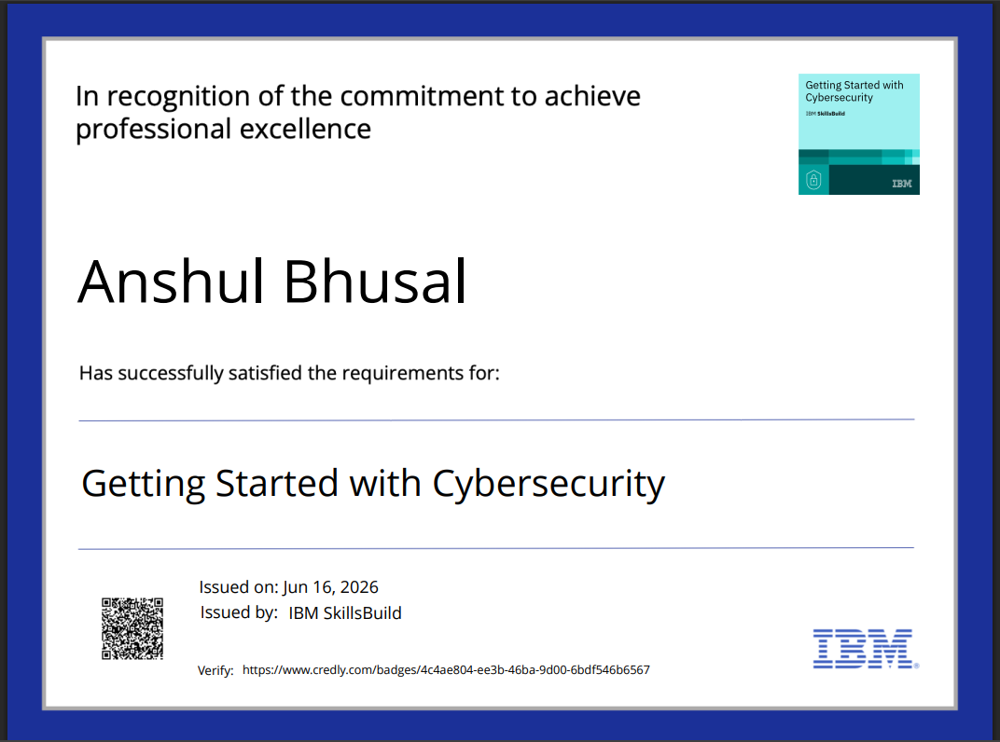 In recognition of the commitment to achieve
professional excellence
Getting Started with
Cybersecurity
IBM SkillsBuild
IBM
Anshul Bhusal
Has successfully satisfied the requirements for:
Getting Started with Cybersecurity
Issued on: Jun 16, 2026
Issued by: IBM SkillsBuild
Verify: https://www.credly.com/badges/4c4ae804-ee3b-46ba-9d00-6bdf546b6567
IBM®